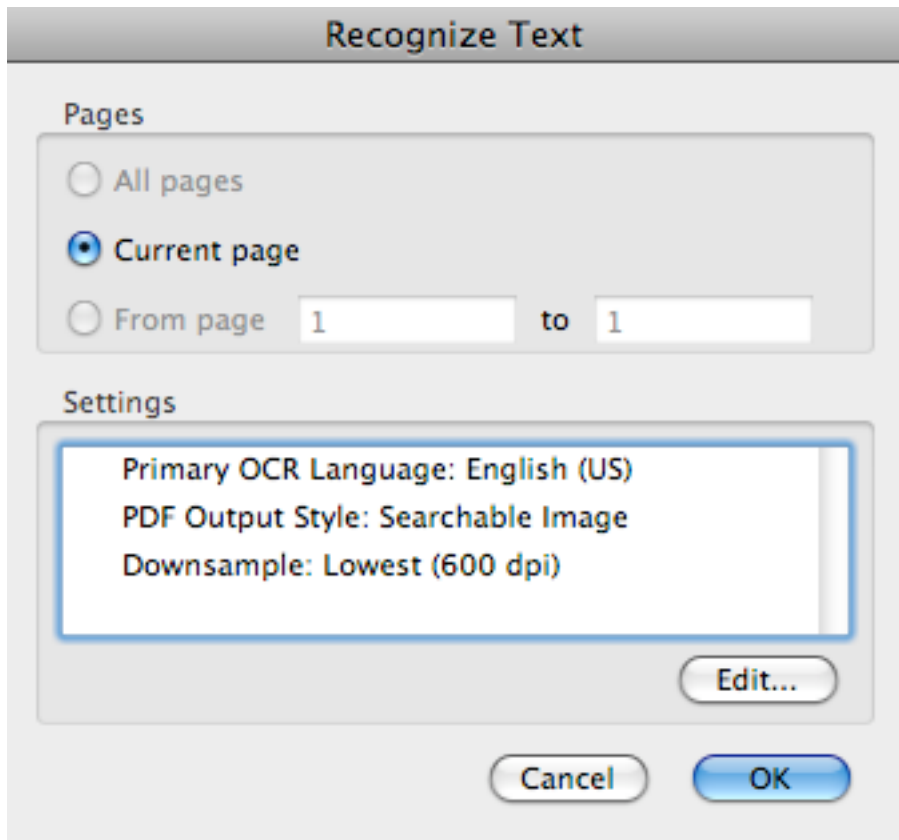 Recognize Text
Pages
All pages
Current page
From page 1 to 1
Settings
Primary OCR Language: English (US)
PDF Output Style: Searchable Image
Downsample: Lowest (600 dpi)
Edit...
Cancel OK